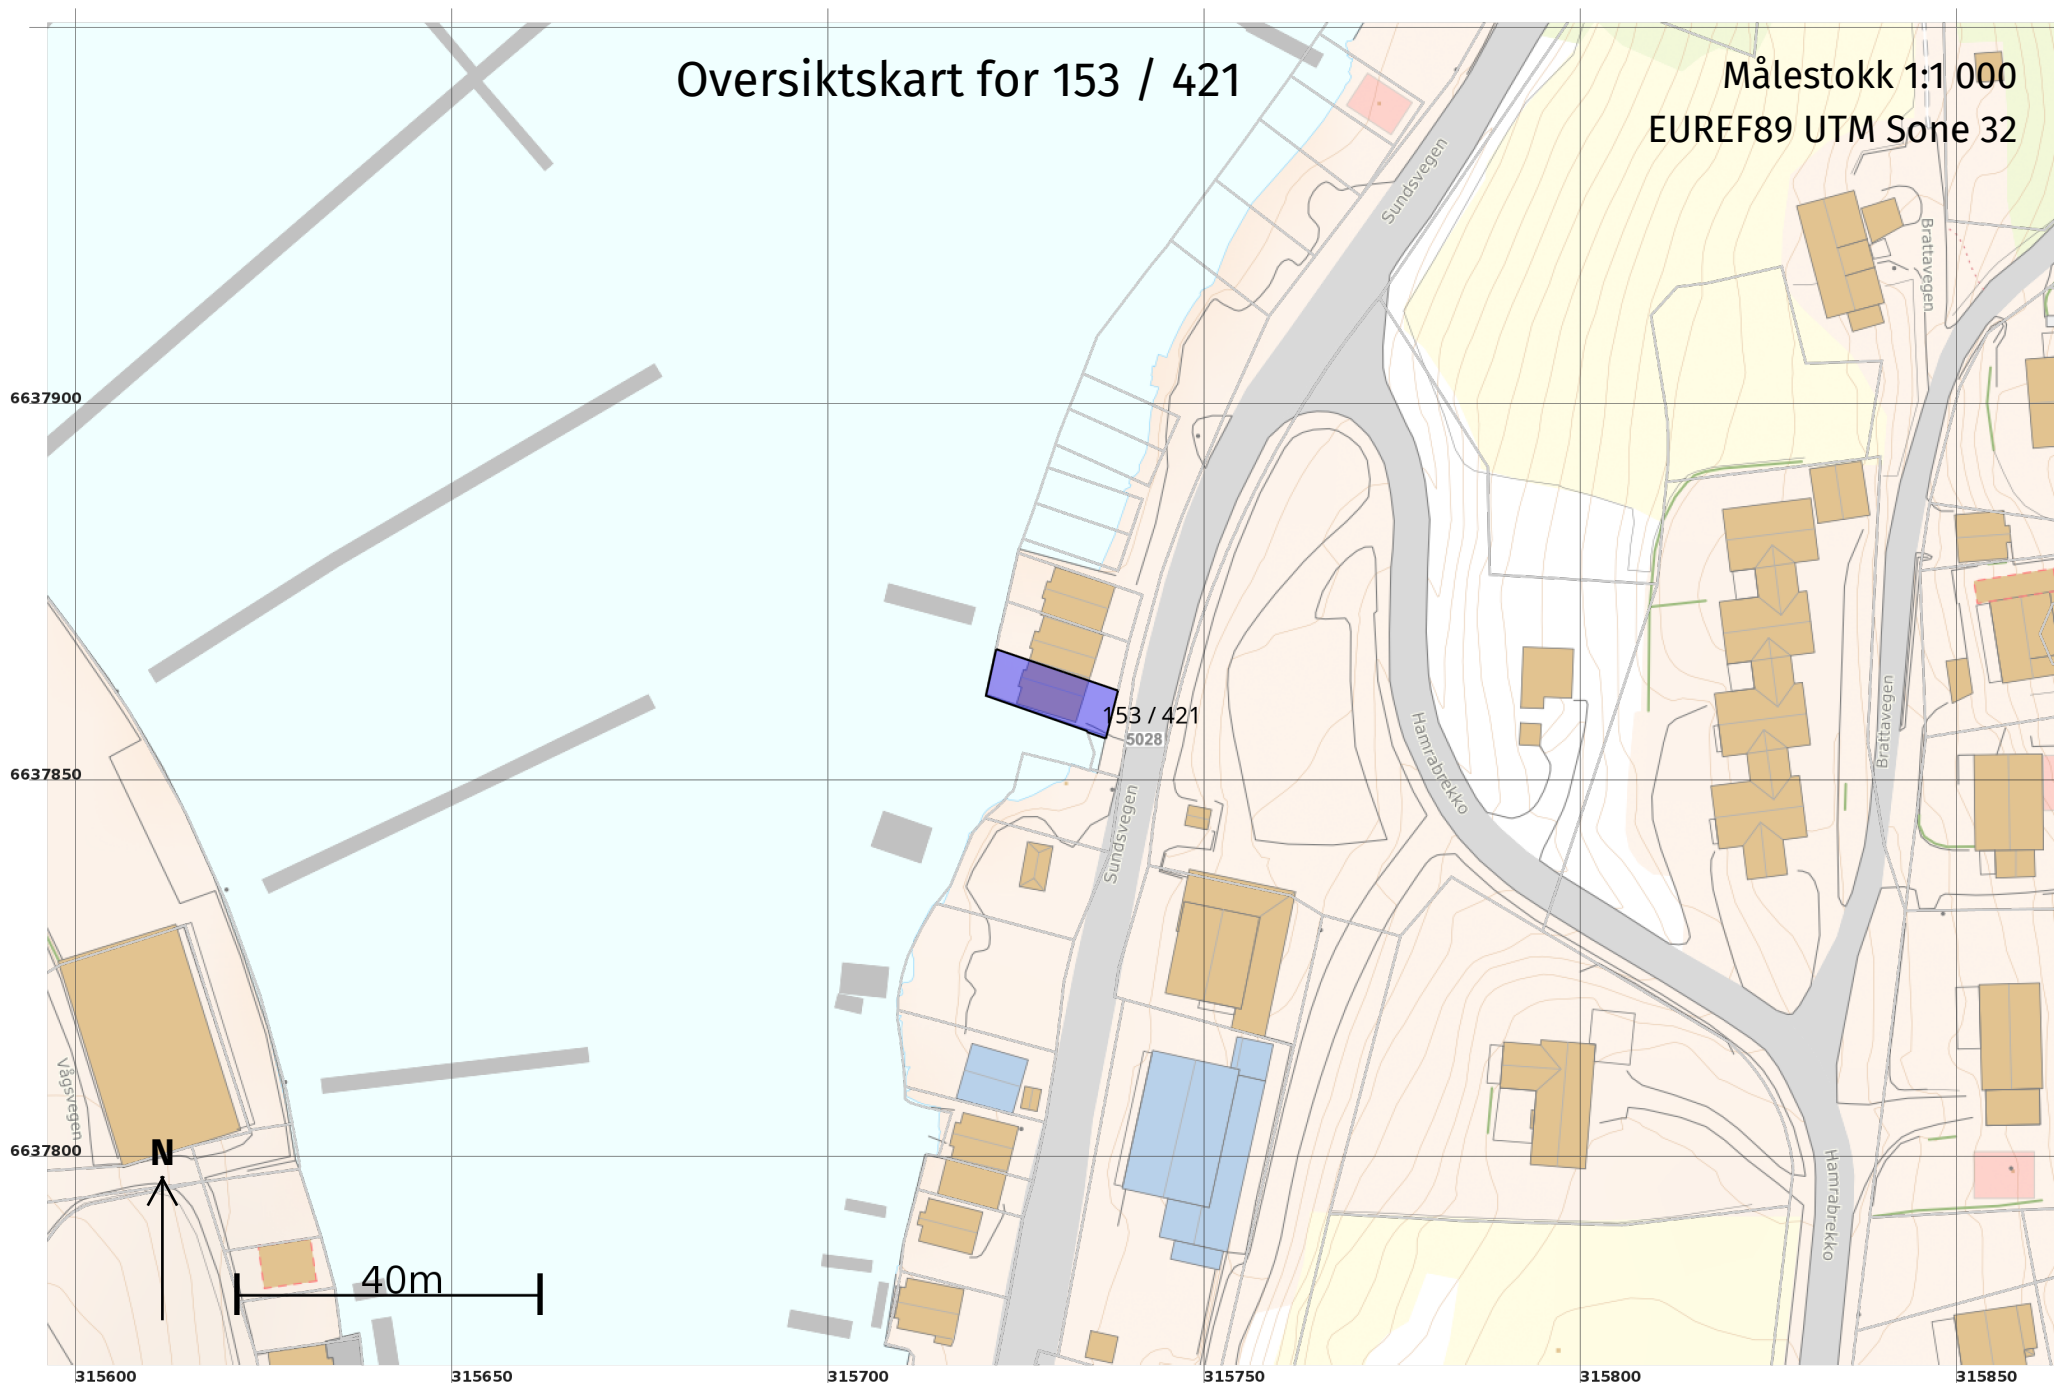 Oversiktskart for 153 / 421
Målestokk 1:1 000
EUREF89 UTM Sone 32
Sundsvegen
Brattavegen
6637900
153 / 421
5028
Hamrabrekko
Brattavegen
6637850
Sundsvegen
Vågsvegen
N
6637800
Hamrabrekko
40m
315600
315650
315700
315750
315800
315850